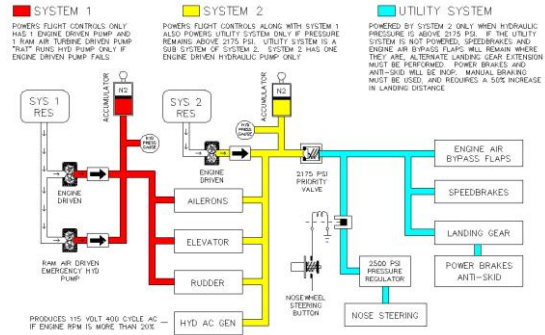 SYSTEM 1
POWERS FLIGHT CONTROLS ONLY
HAS 1 ENGINE DRIVEN PUMP AND
1 RAM AIR TURBINE DRIVEN PUMP
"RAT" RUNS HYD PUMP ONLY IF
ENGINE DRIVEN PUMP FAILS
SYSTEM 2
POWERS FLIGHT CONTROLS ALONG WITH SYSTEM 1
ALSO POWERS UTILITY SYSTEM ONLY IF PRESSURE
REMAINS ABOVE 2175 PSI. UTILITY SYSTEM IS A
SUB SYSTEM OF SYSTEM 2. SYSTEM 2 HAS ONE
ENGINE DRIVEN HYDRAULIC PUMP ONLY
UTILITY SYSTEM
POWERED BY SYSTEM 2 ONLY WHEN HYDRAULIC
PRESSURE IS ABOVE 2175 PSI. IF THE UTILITY
SYSTEM IS NOT POWERED, SPEEDBRAKES AND
ENGINE AIR BYPASS FLAPS WILL REMAIN WHERE
THEY ARE, ALTERNATE LANDING GEAR EXTENSION
MUST BE PERFORMED. POWER BRAKES AND
ANTI-SKID WILL BE INOP. MANUAL BRAKING
MUST BE USED, AND REQUIRES A 50% INCREASE
IN LANDING DISTANCE
SYS 1
RES
ACCUMULATOR
N2
HYD
PRESS
GAUGE
ENGINE
DRIVEN
RAM AIR DRIVEN
EMERGENCY HYD
PUMP
SYS 2
RES
ACCUMULATOR
N2
HYD
PRESS
GAUGE
ENGINE
DRIVEN
2175 PSI
PRIORITY
VALVE
AILERONS
ELEVATOR
RUDDER
HYD AC GEN
PRODUCES 115 VOLT 400 CYCLE AC
IF ENGINE RPM IS MORE THAN 20%
NOSEWHEEL
STEERING
BUTTON
2500 PSI
PRESSURE
REGULATOR
NOSE STEERING
ENGINE AIR
BYPASS FLAPS
SPEEDBRAKES
LANDING GEAR
POWER BRAKES
ANTI-SKID